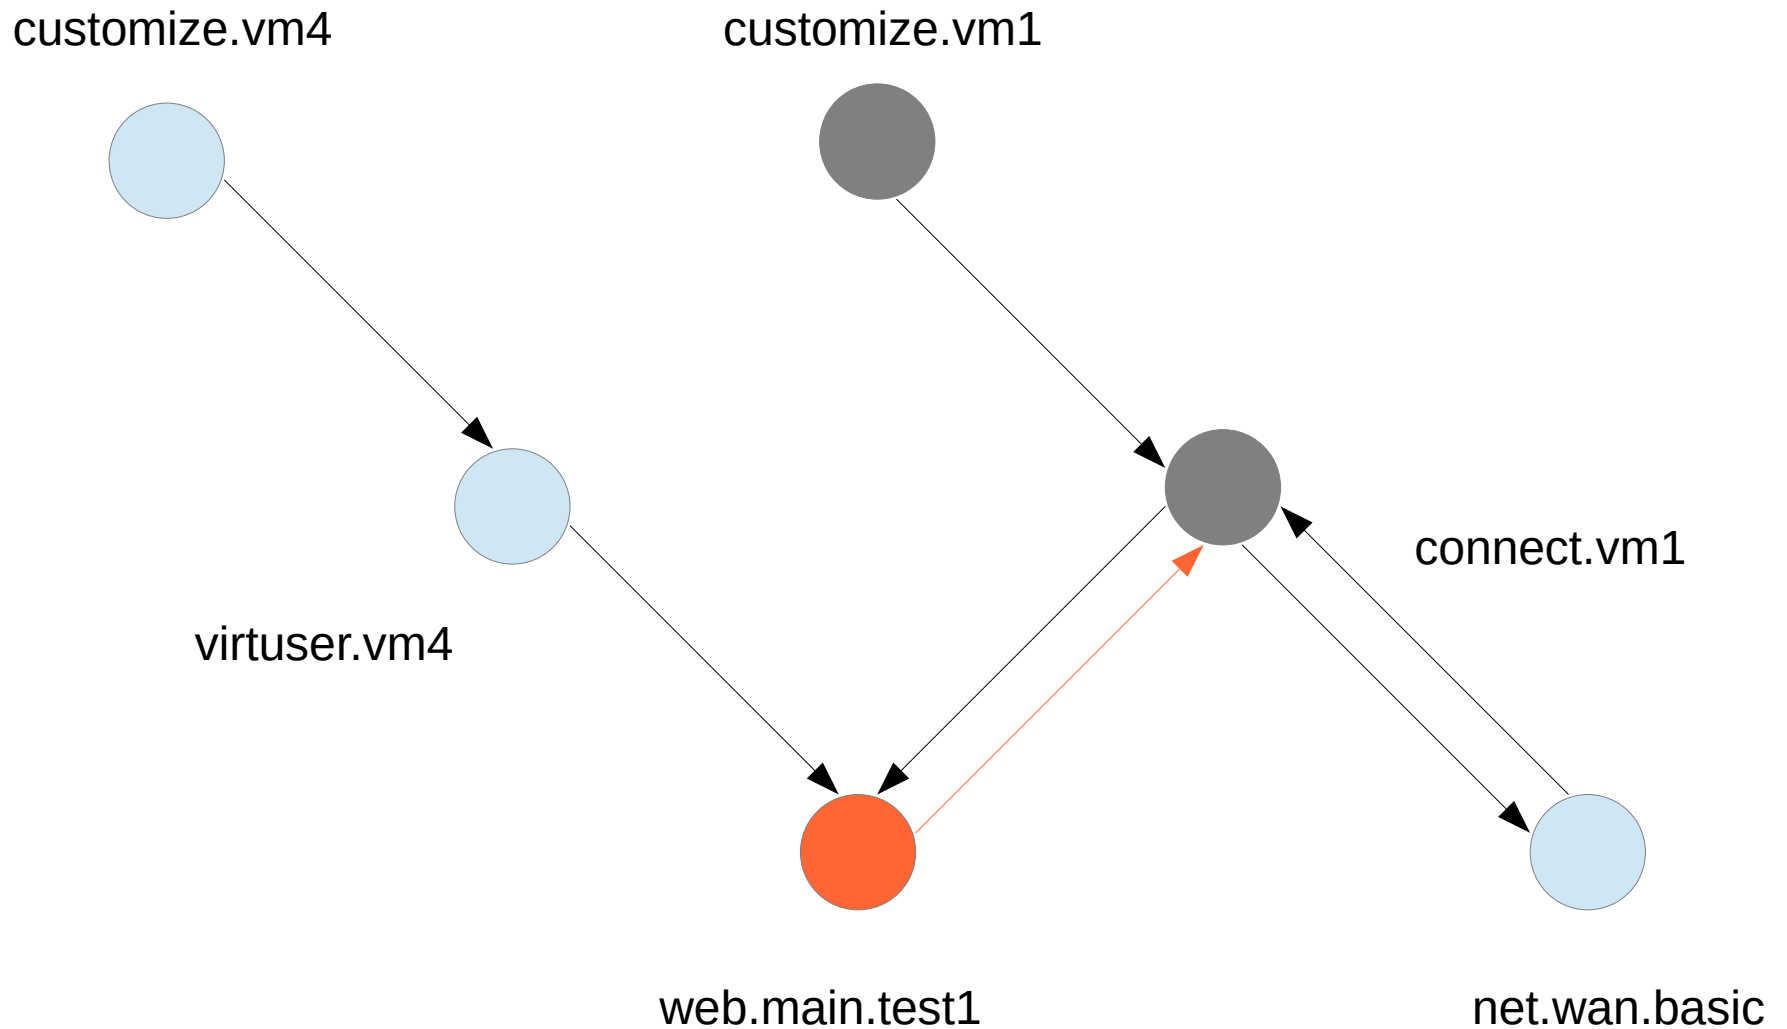 customize.vm4
customize.vm1
connect.vm1
virtuser.vm4
web.main.test1
net.wan.basic